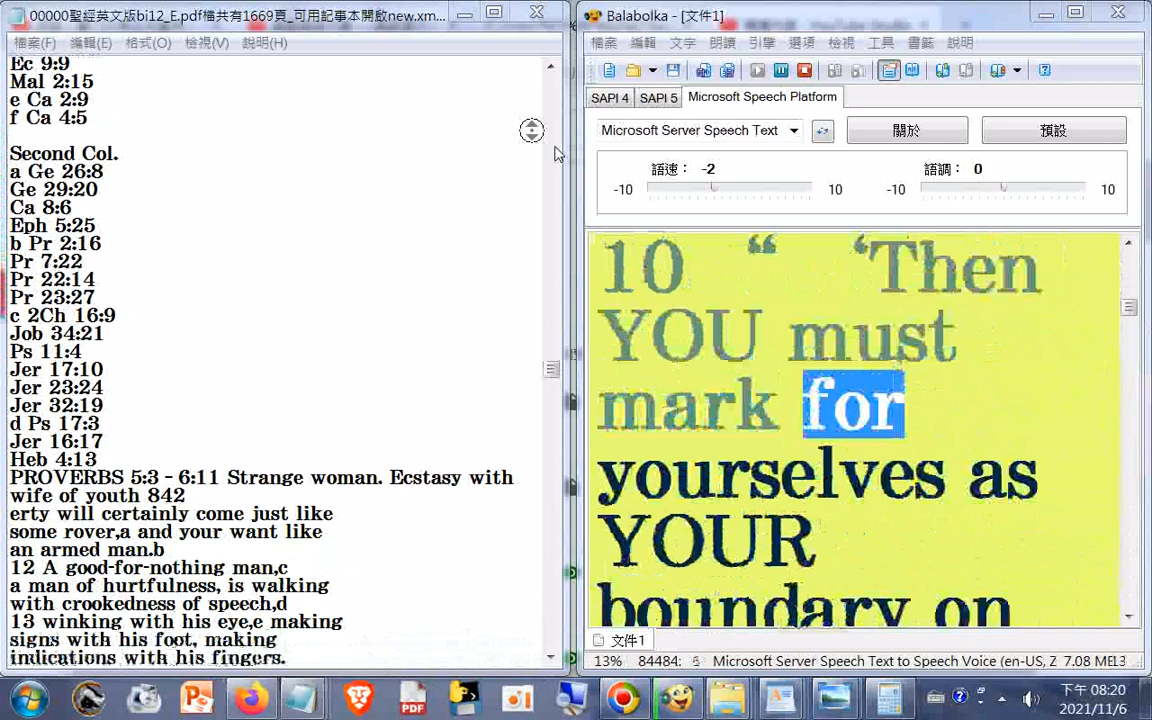 00000聖經英文版bi12_E.pdf檔共有1669頁_可用記事本開啟new.xm...
檔案(F) 編輯(E) 格式(O) 檢視(V) 說明(H)
Ec 9:9
Mal 2:15
e Ca 2:9
f Ca 4:5
Second Col.
a Ge 26:8
Ge 29:20
Ca 8:6
Eph 5:25
b Pr 2:16
Pr 7:22
Pr 22:14
Pr 23:27
c 2Ch 16:9
Job 34:21
Ps 11:4
Jer 17:10
Jer 23:24
Jer 32:19
d Ps 17:3
Jer 16:17
Heb 4:13
PROVERBS 5:3 – 6:11 Strange woman. Ecstasy with
wife of youth 842
erty will certainly come just like
some rover,a and your want like
an armed man.b
12 A good-for-nothing man,c
a man of hurtfulness, is walking
with crookedness of speech,d
13 winking with his eye,e making
signs with his foot, making
indications with his fingers.
Balabolka - [文件1]
檔案 編輯 文字 朗讀 引擎 選項 檢視 工具 書籤 說明
SAPI 4 SAPI 5 Microsoft Speech Platform
Microsoft Server Speech Text 關於 預設
語速： -2 語調： 0
-10 10 -10 10
10 “ ‘Then
YOU must
mark for
yourselves as
YOUR
boundary on
文件1
13% 84484: Microsoft Server Speech Text to Speech Voice (en-US, Z 7.08 ME
PDF
下午 08:20
2021/11/6